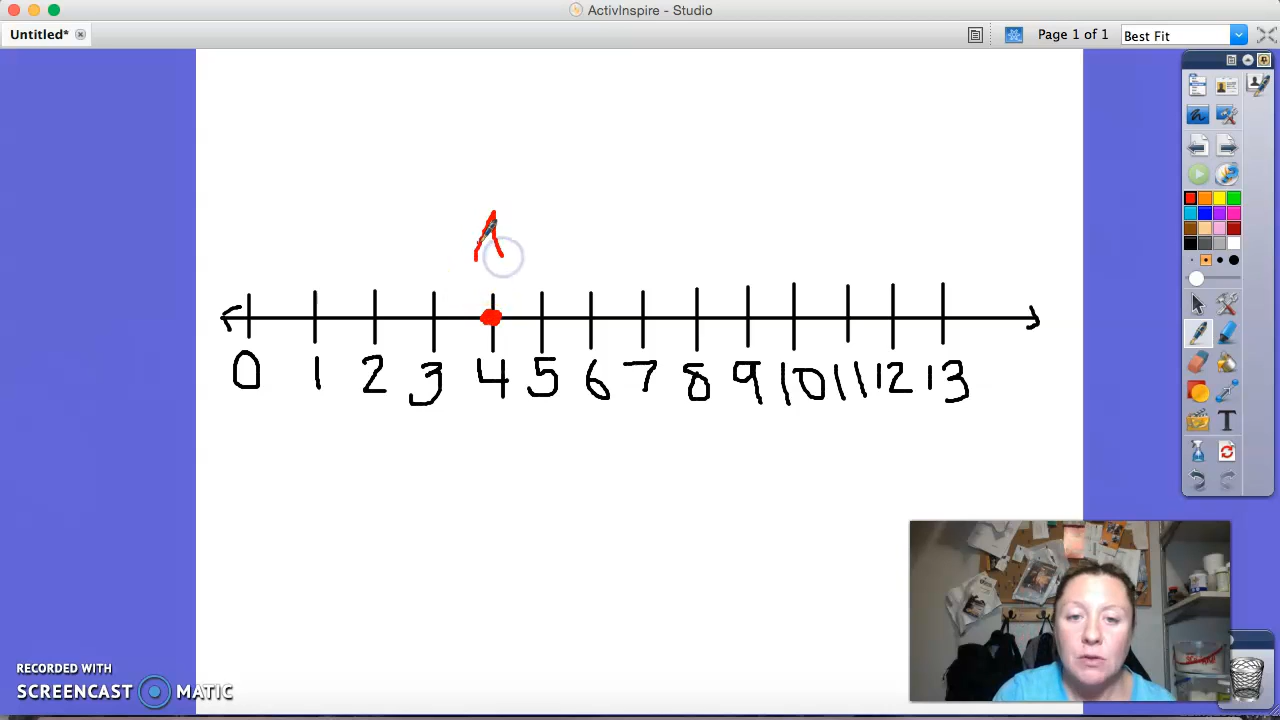 ActivInspire - Studio
Untitled*
Page 1 of 1
Best Fit
A
0 1 2 3 4 5 6 7 8 9 10 11 12 13
T
RECORDED WITH
SCREENCAST MATIC